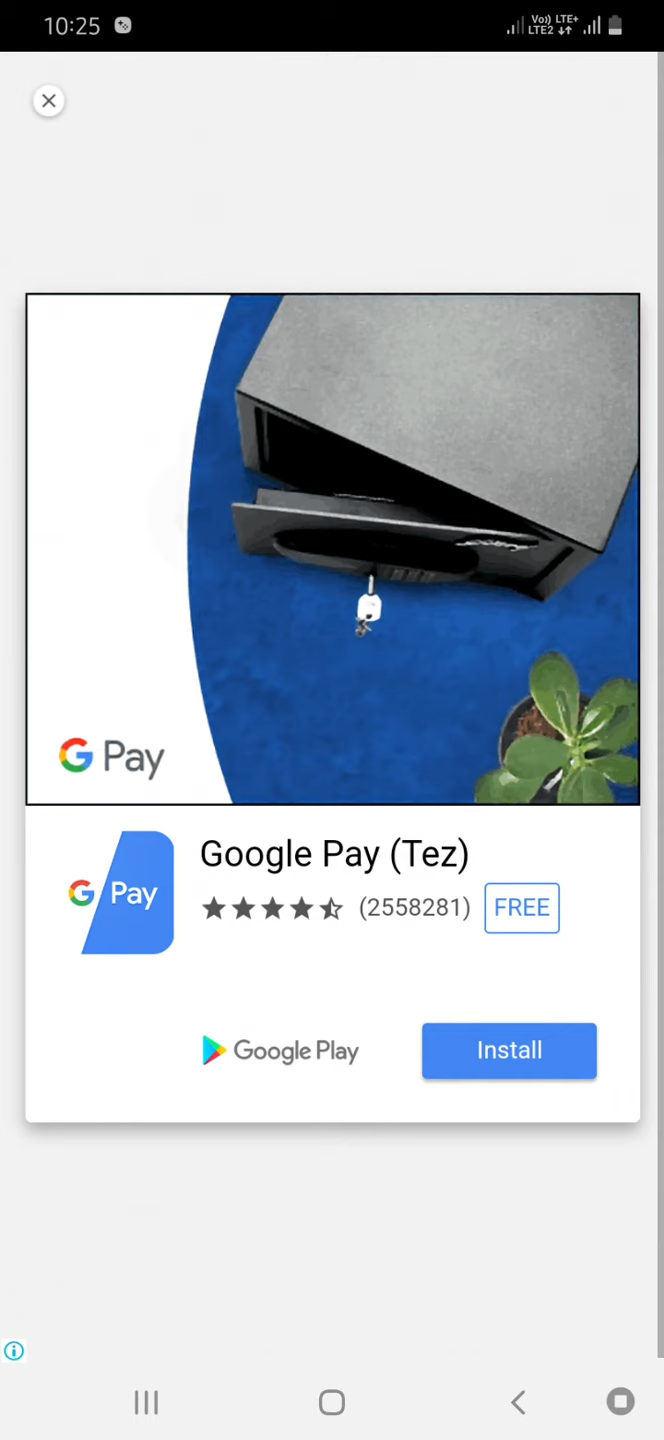 10:25
Vo)) LTE+
LTE2
G Pay
G Pay
Google Pay (Tez)
(2558281)
FREE
Google Play
Install